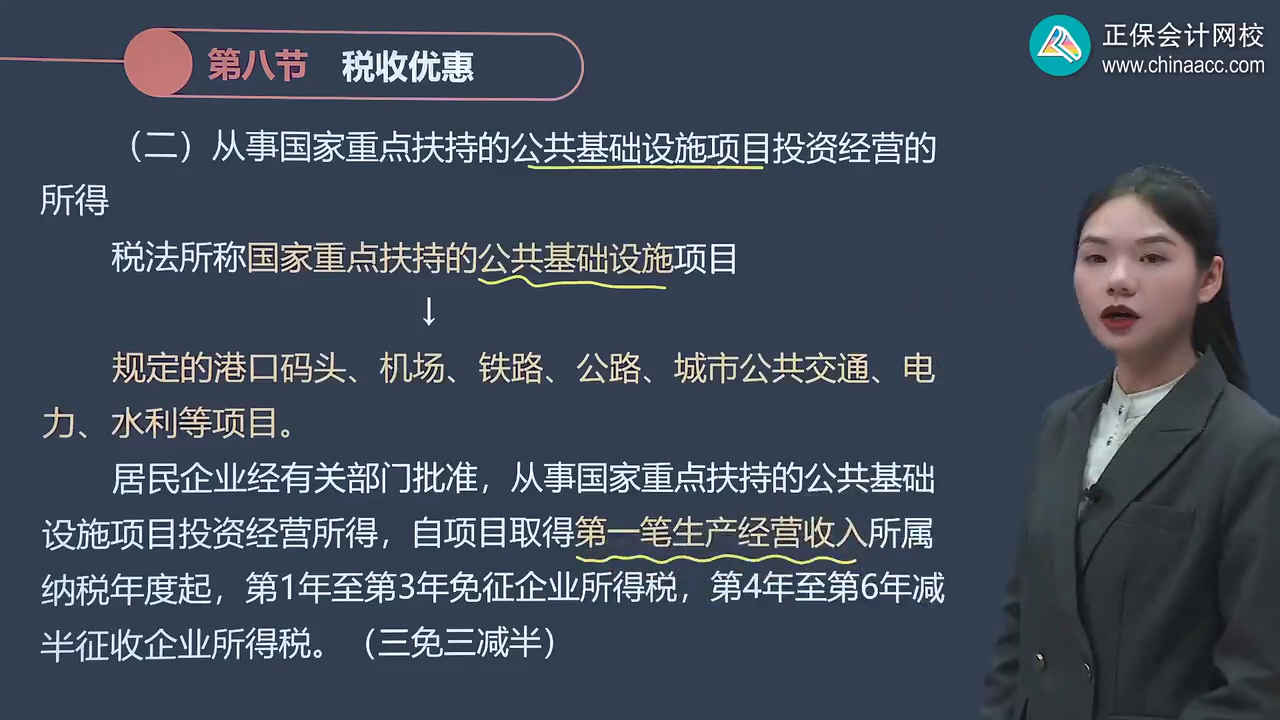 第八节 税收优惠
正保会计网校
www.chinaacc.com
（二）从事国家重点扶持的公共基础设施项目投资经营的
所得
税法所称国家重点扶持的公共基础设施项目
↓
规定的港口码头、机场、铁路、公路、城市公共交通、电
力、水利等项目。
居民企业经有关部门批准，从事国家重点扶持的公共基础
设施项目投资经营所得，自项目取得第一笔生产经营收入所属
纳税年度起，第1年至第3年免征企业所得税，第4年至第6年减
半征收企业所得税。（三免三减半）